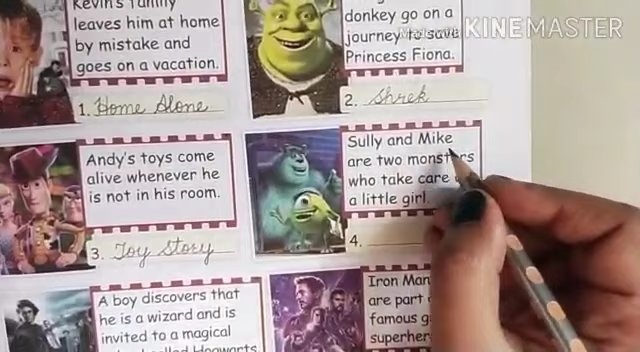 Kevin's family
leaves him at home
by mistake and
goes on a vacation.
1. Home Alone
donkey go on a
journey to save
Princess Fiona.
2. Shrek
KINEMASTER
Andy's toys come
alive whenever he
is not in his room.
3. Toy Story
Sully and Mike
are two monsters
who take care
a little girl.
4.
A boy discovers that
he is a wizard and is
invited to a magical
Hogwarts
Iron Man
are part
famous